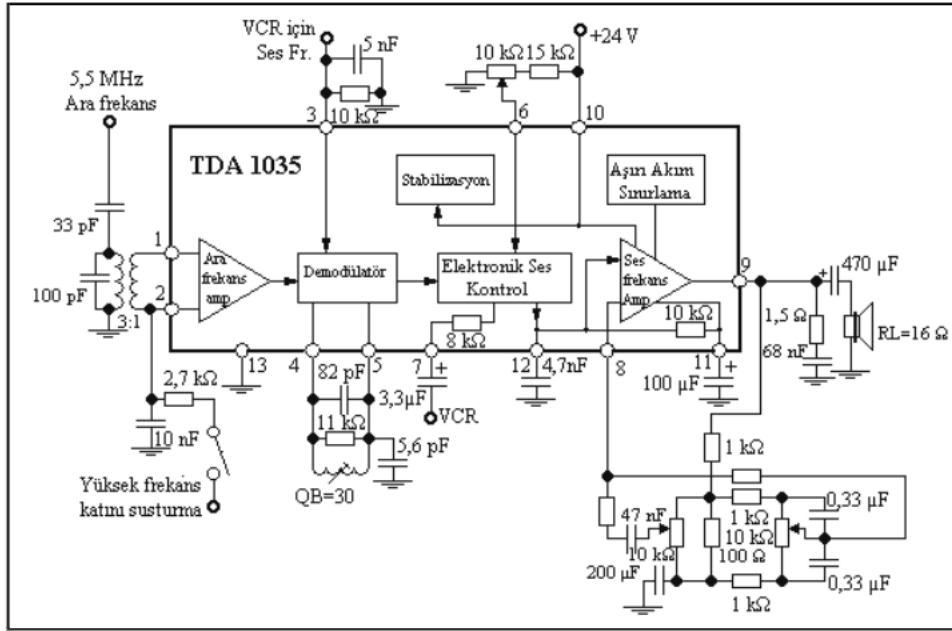 VCR için
Ses Fr.
5 nF
10 kΩ
3
5,5 MHz
Ara frekans
+24 V
10 kΩ 15 kΩ
6
10
TDA 1035
Stabilizasyon
Aşırı Akım
Sınırlama
33 pF
100 pF
3:1
1
2
Ara
frekans
amp
Demodülatör
Elektronik Ses
Kontrol
Ses
frekans
Amp
9
8 kΩ
10 kΩ
+
470 µF
1,5 Ω
68 nF
RL=16 Ω
13
4
5
7
+
12
4,7nF
8
11
+
100 µF
2,7 kΩ
10 nF
Yüksek frekans
katını susturma
82 pF
11 kΩ
QB=30
5,6 pF
3,3µF
VCR
1 kΩ
47 nF
10 kΩ
200 µF
1 kΩ
10 kΩ
100 Ω
1 kΩ
0,33 µF
0,33 µF